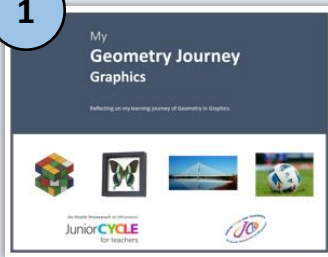 1
My
Geometry Journey
Graphics
Reflecting on my learning journey of Geometry in Graphics
JuniorCYCLE
for teachers